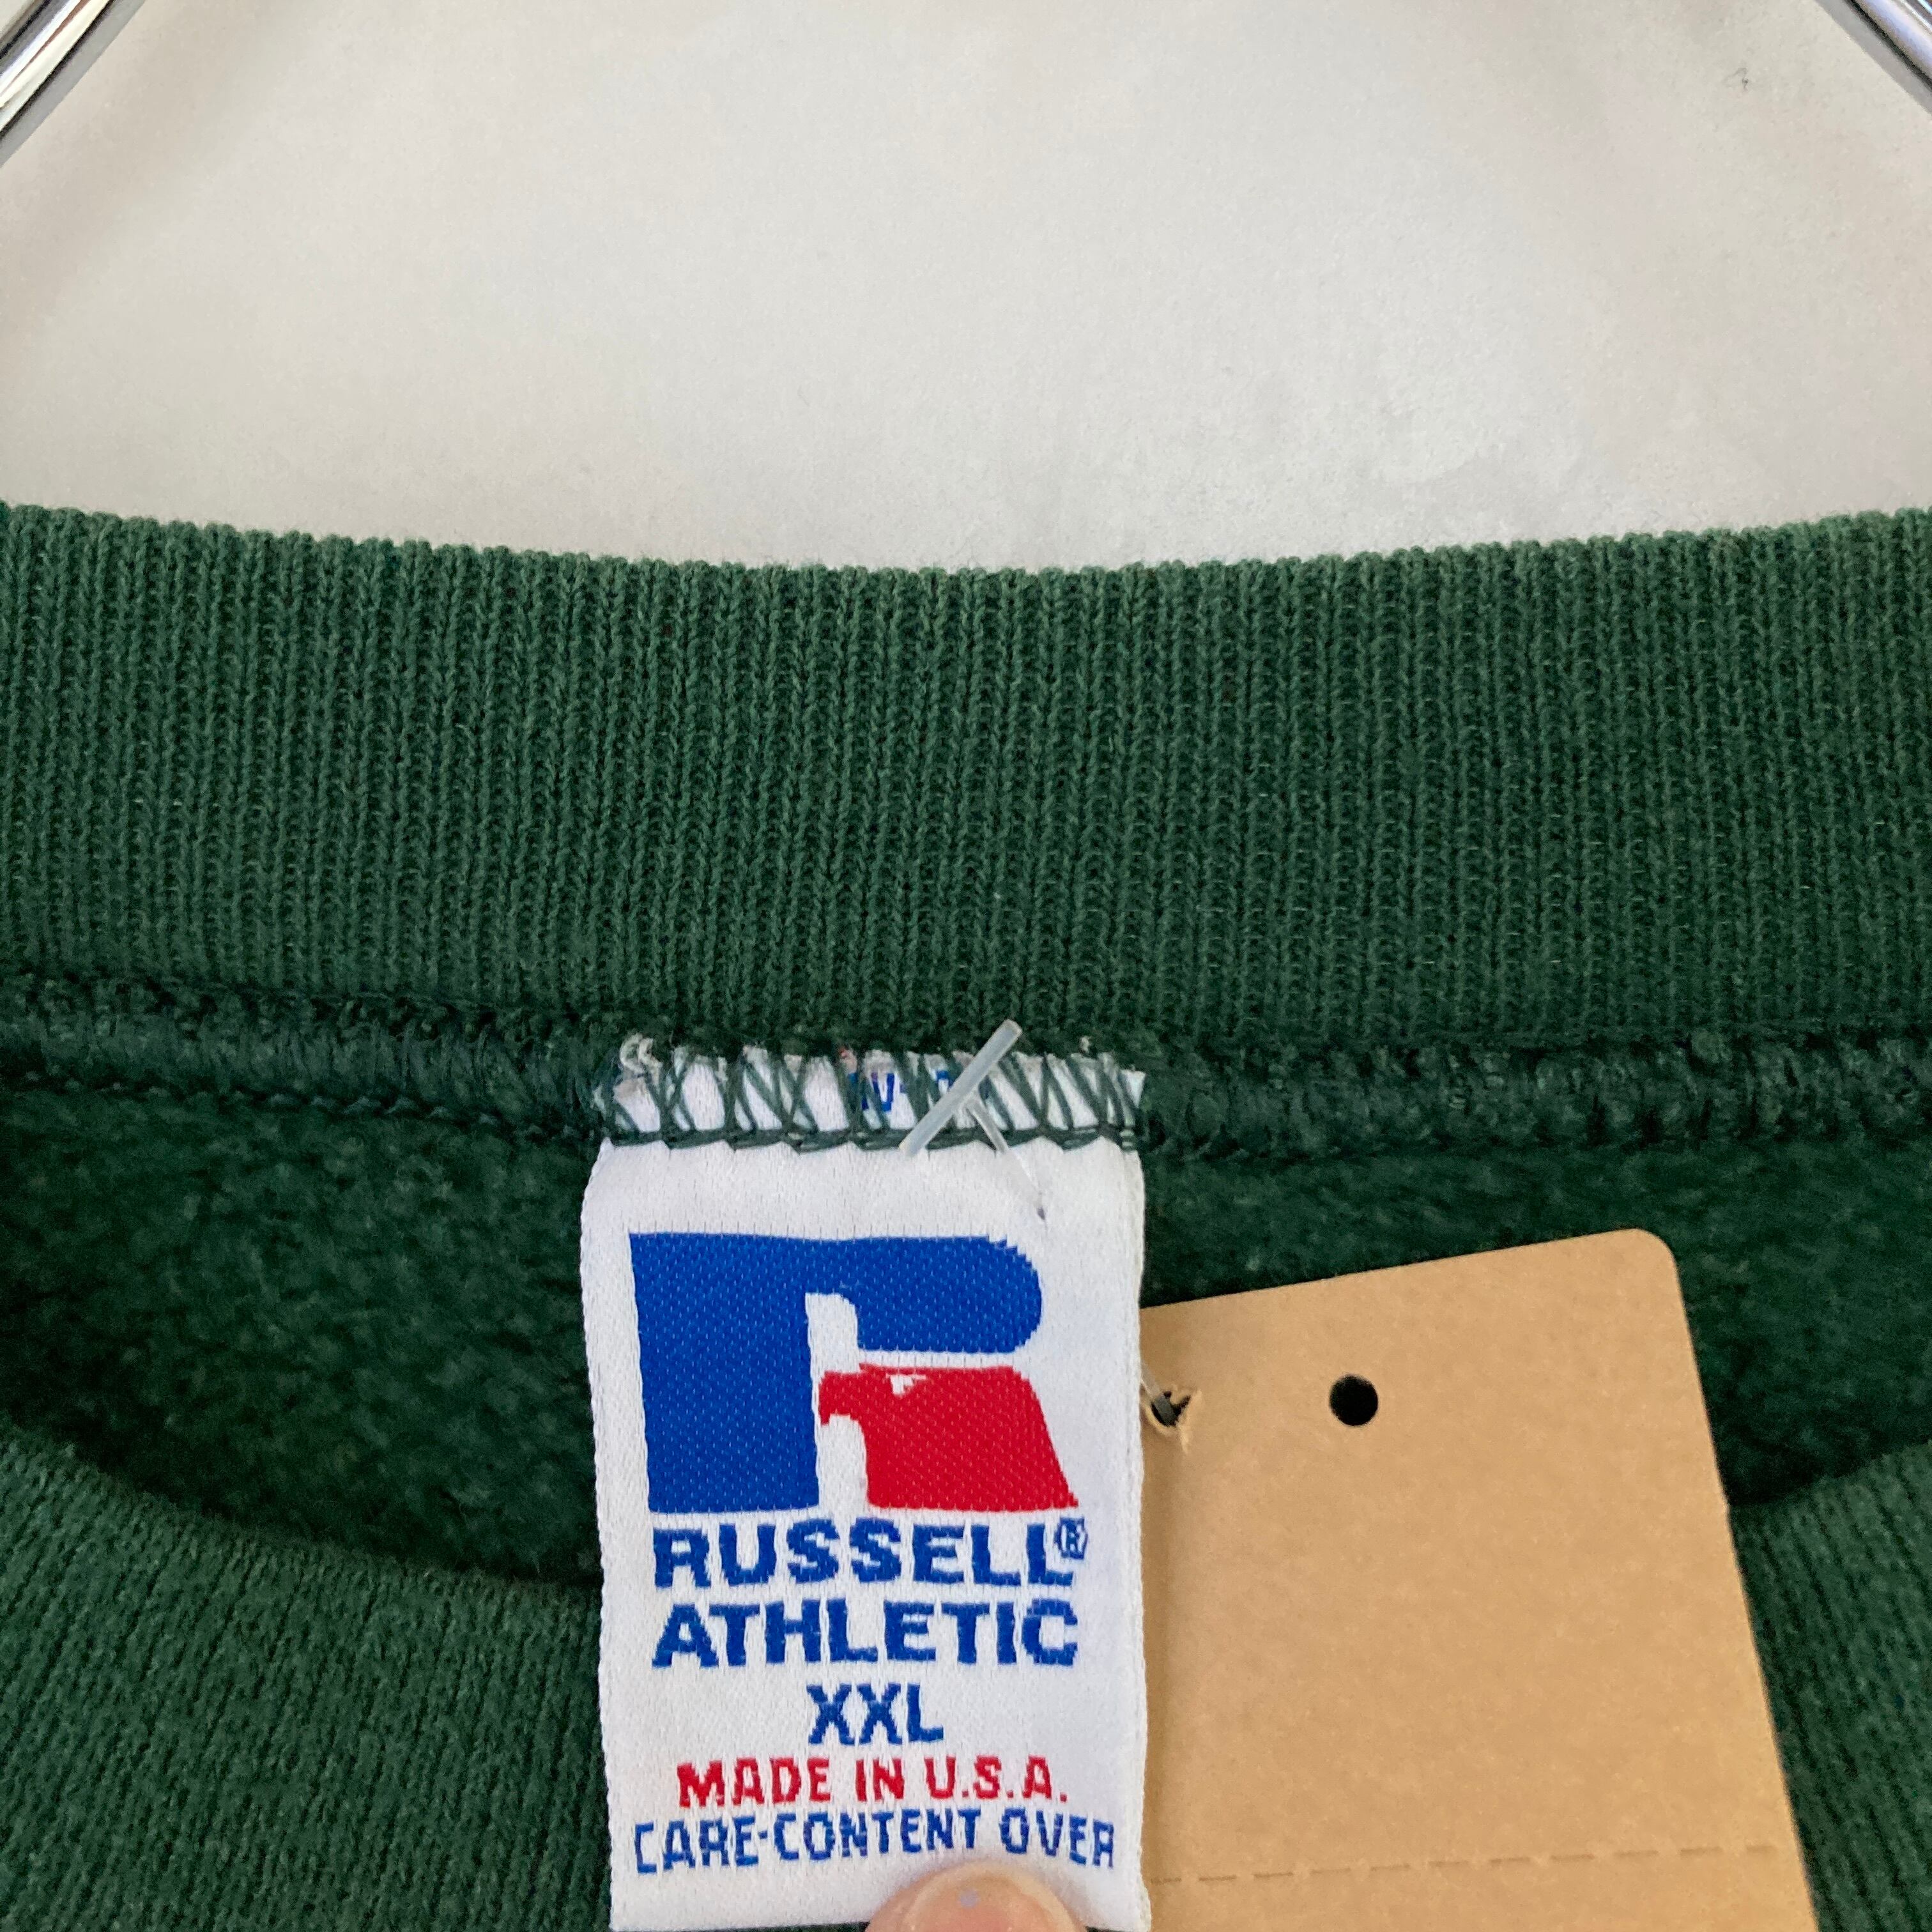 RUSSELL®
ATHLETIC
XXL
MADE IN U.S.A.
CARE-CONTENT OVER